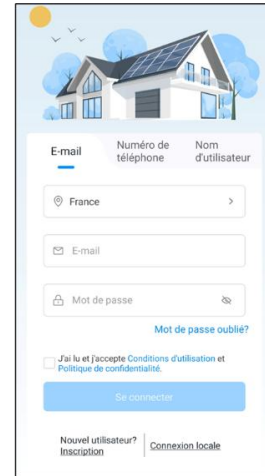 E-mail
Numéro de
téléphone
Nom
d'utilisateur
France
E-mail
Mot de passe
Mot de passe oublié?
J'ai lu et j'accepte Conditions d'utilisation et
Politique de confidentialité.
Se connecter
Nouvel utilisateur?
Inscription
Connexion locale